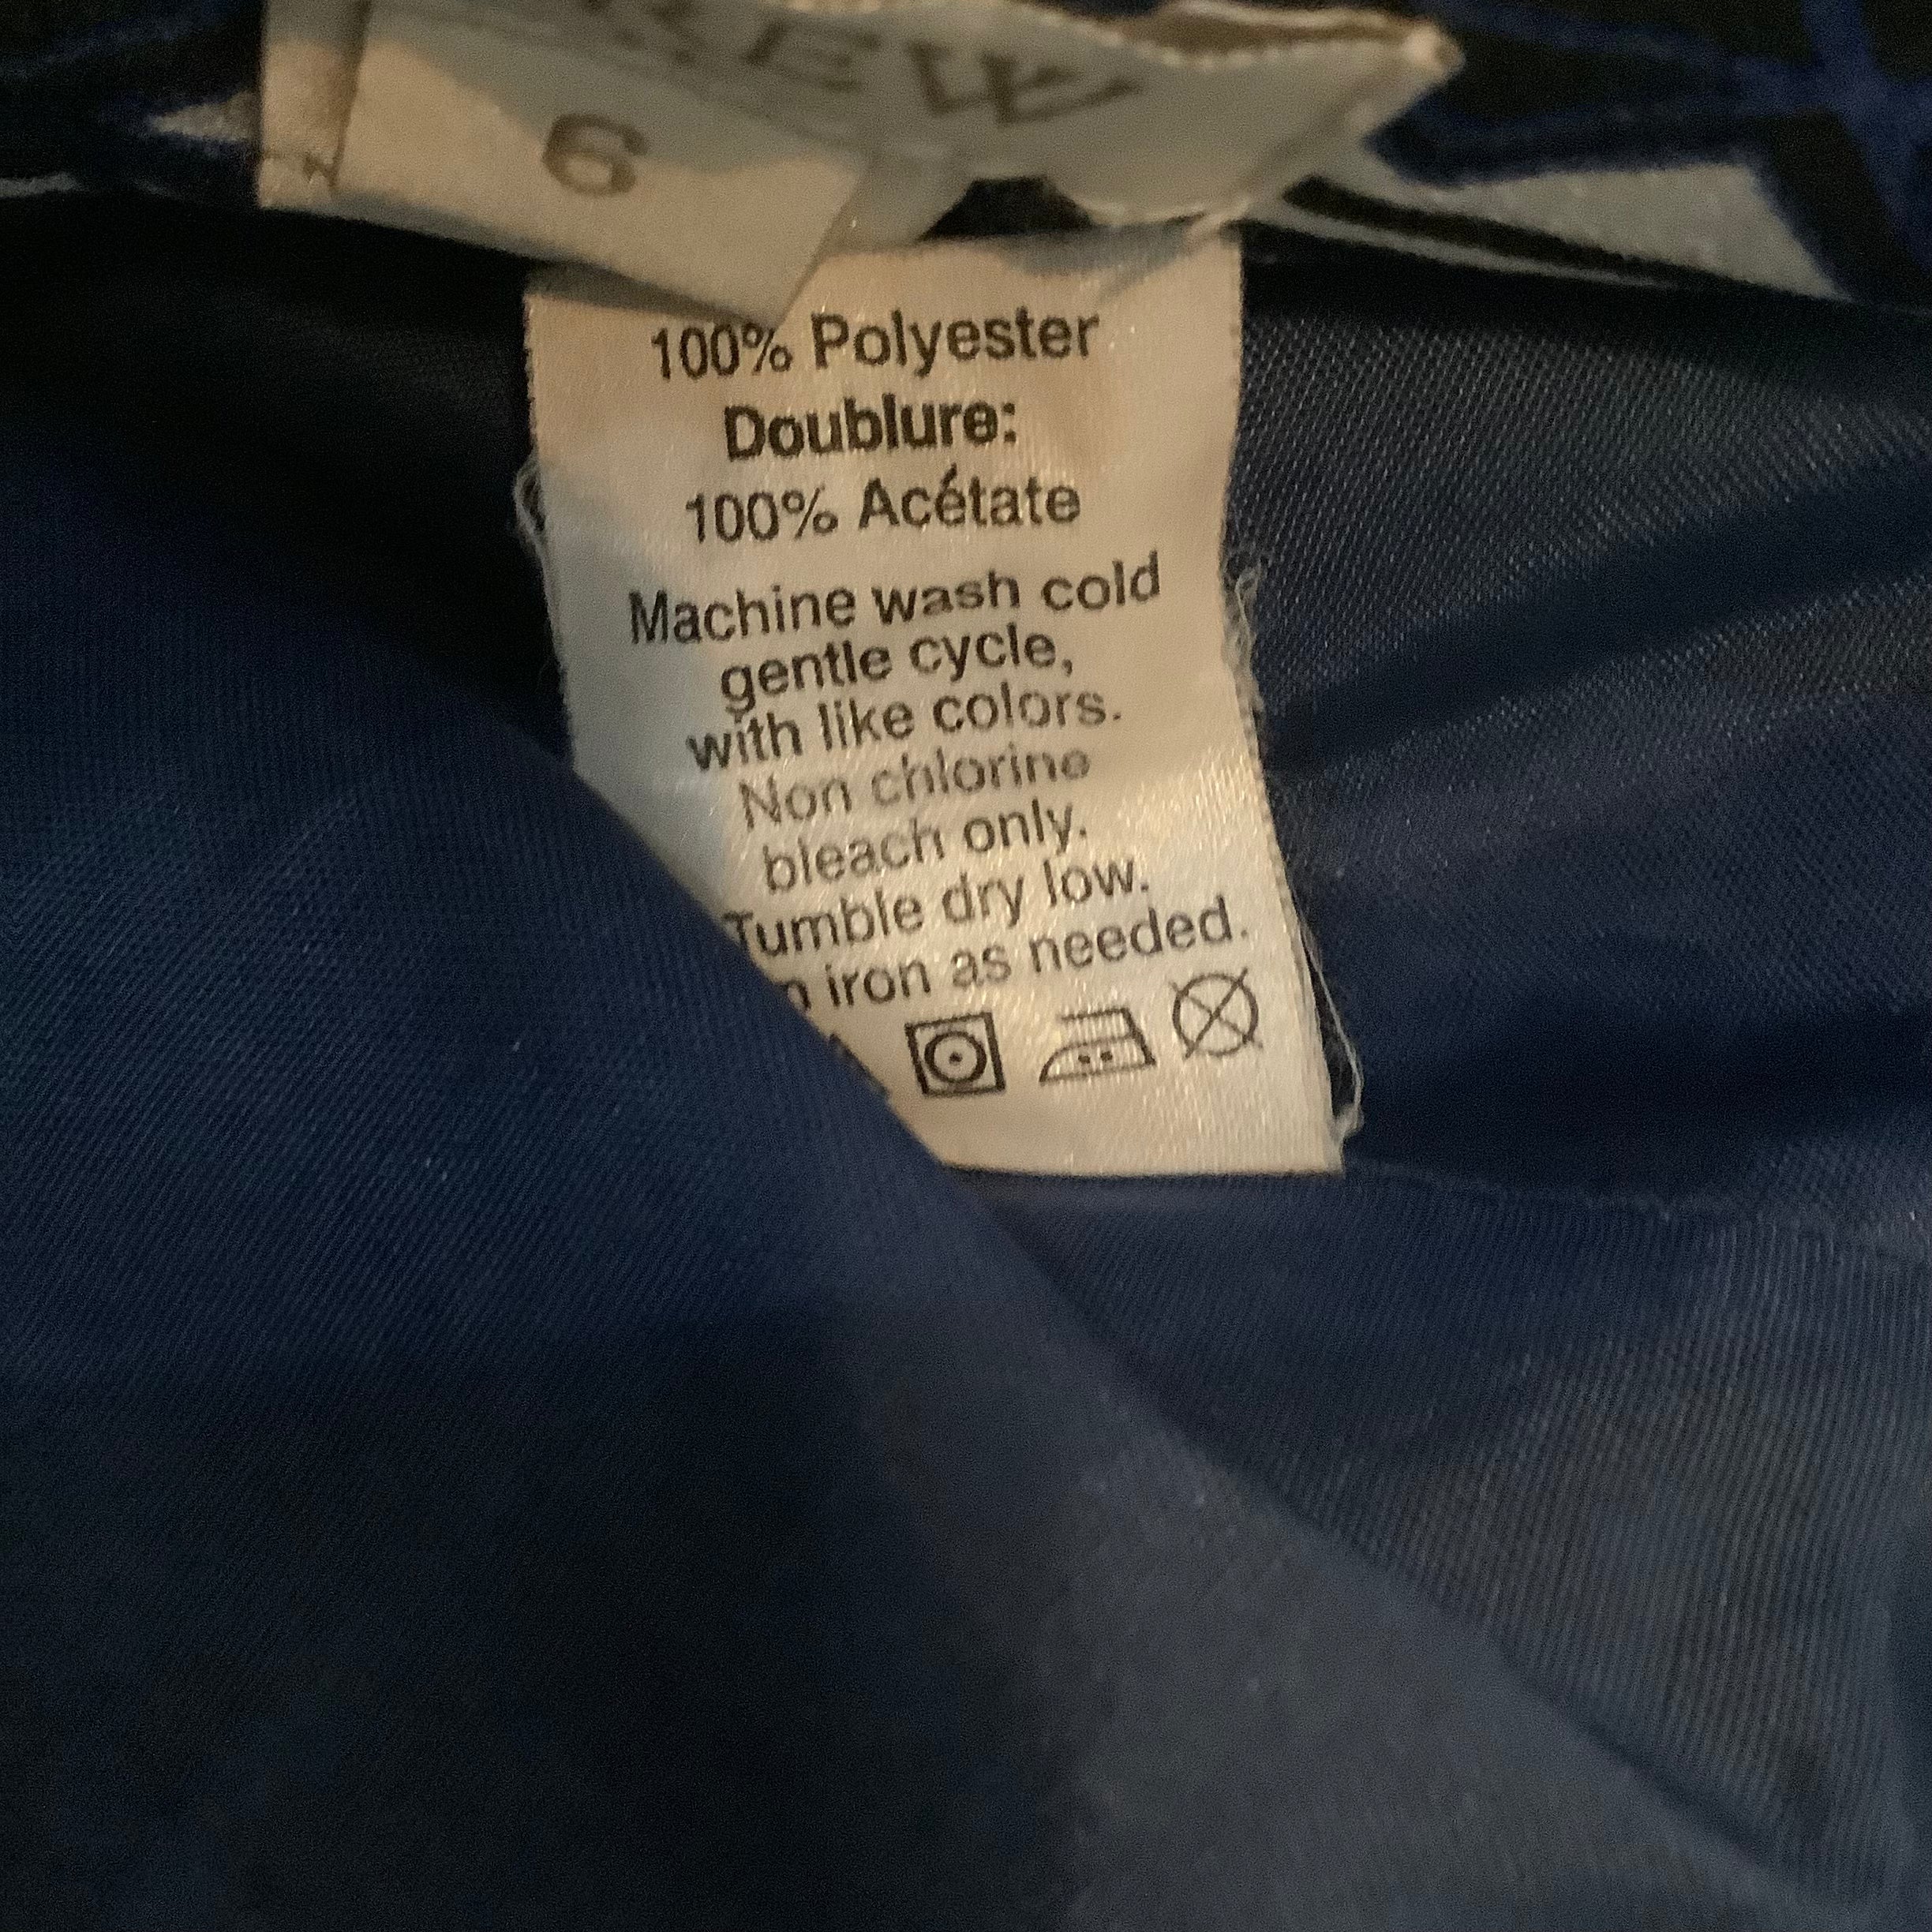 REW
6
100% Polyester
Doublure:
100% Acétate
Machine wash cold
gentle cycle,
with like colors.
Non chlorine
bleach only.
Tumble dry low.
iron as needed.